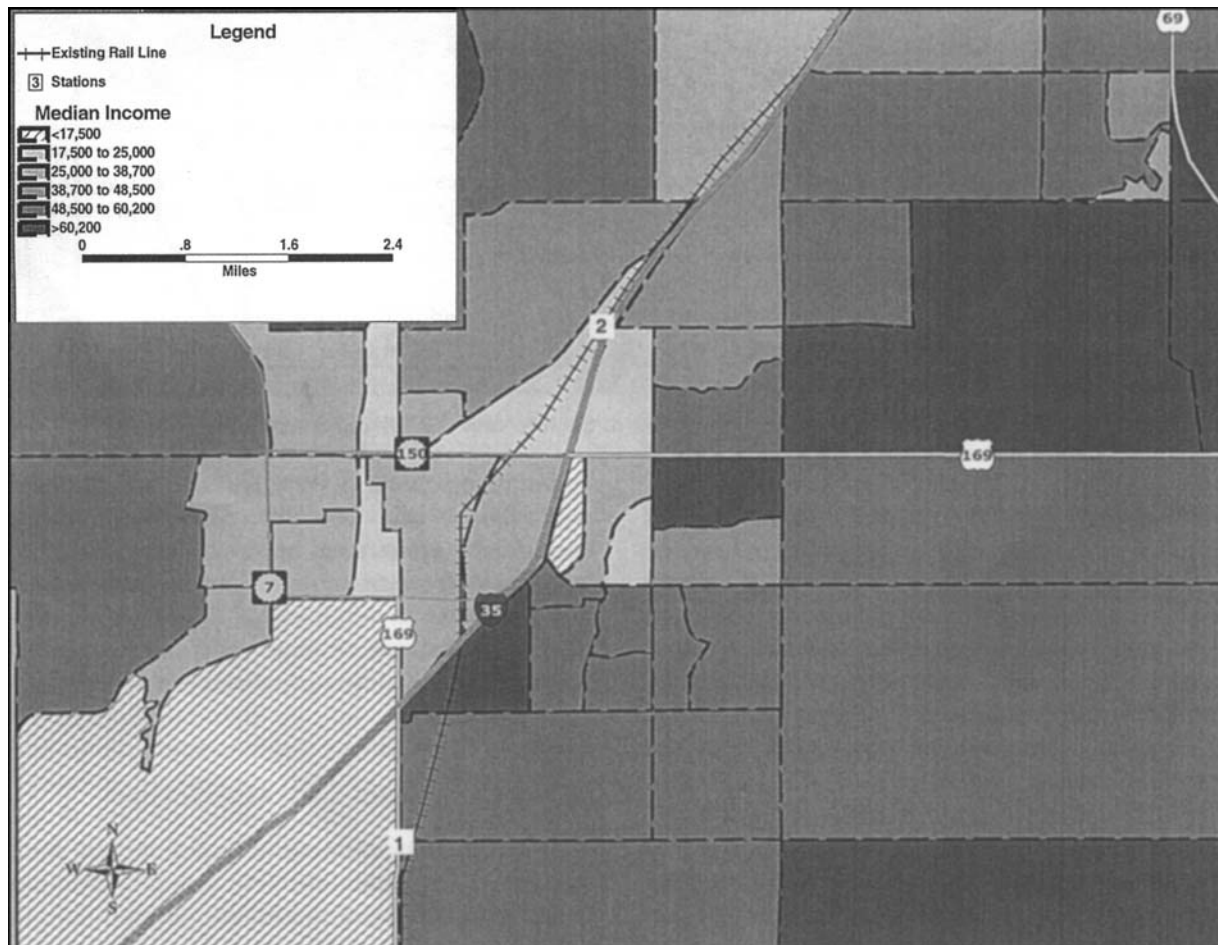 Legend
Existing Rail Line
3 Stations
Median Income
<17,500
17,500 to 25,000
25,000 to 38,700
38,700 to 48,500
48,500 to 60,200
>60,200
0 .8 1.6 2.4
Miles
69
2
150
169
7
35
169
1
N
W E
S